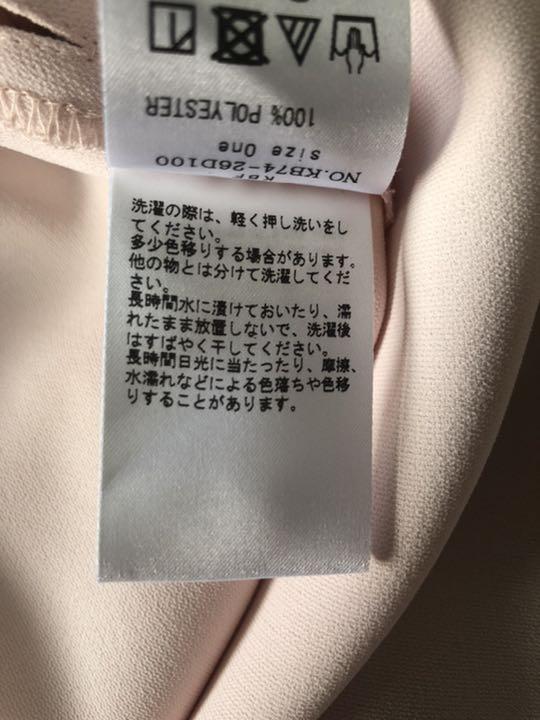 100% POLYESTER
Size One
NO.KB74-26D100
洗濯の際は、軽く押し洗いをし
てください。
多少色移りする場合があります。
他の物とは分けて洗濯してくだ
さい。
長時間水に漬けておいたり、濡
れたまま放置しないで、洗濯後
はすばやく干してください。
長時間日光に当たったり、摩擦、
水濡れなどによる色落ちや色移
りすることがあります。